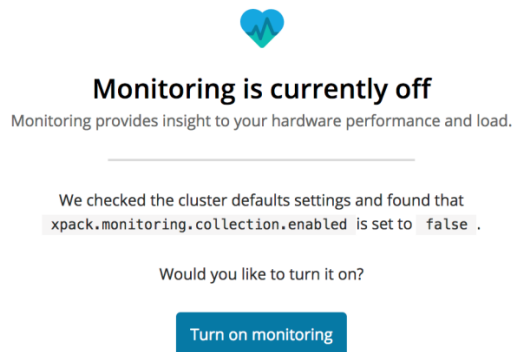 Monitoring is currently off
Monitoring provides insight to your hardware performance and load.
We checked the cluster defaults settings and found that
xpack.monitoring.collection.enabled is set to false .
Would you like to turn it on?
Turn on monitoring